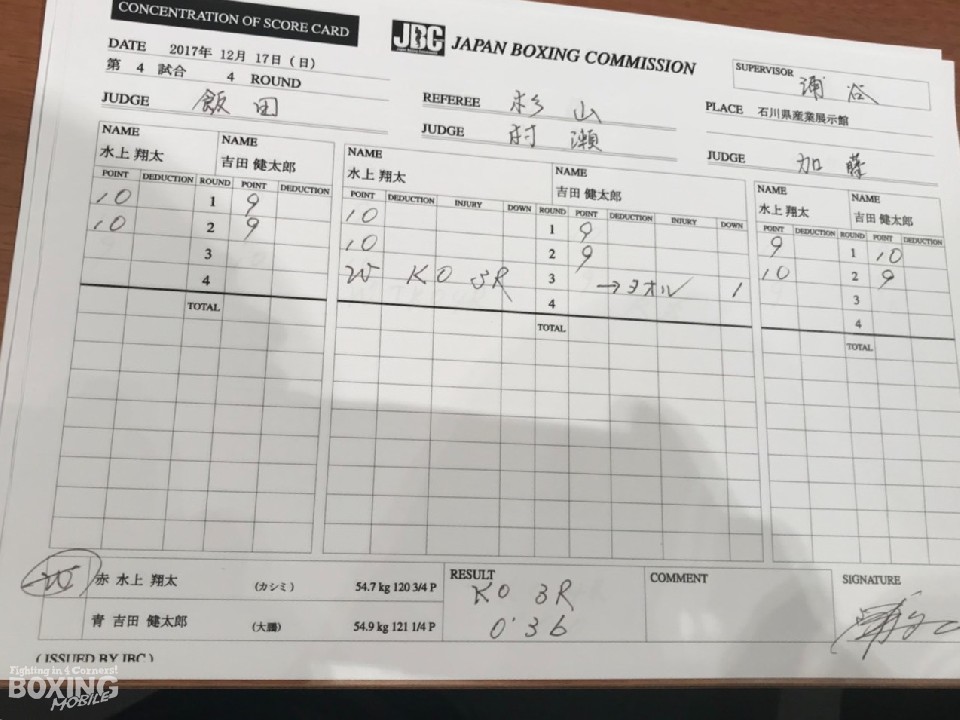 CONCENTRATION OF SCORE CARD
JBC JAPAN BOXING COMMISSION
DATE 2017年 12月 17日 (日)
第 4 試合 4 ROUND
SUPERVISOR 浦谷
PLACE 石川県産業展示館
JUDGE 飯田
REFEREE 杉山
JUDGE 村瀬
JUDGE 加藤
NAME NAME
水上 翔太 吉田 健太郎
POINT DEDUCTION ROUND POINT DEDUCTION
10 1 9
10 2 9
3
4
TOTAL
NAME NAME
水上 翔太 吉田 健太郎
POINT DEDUCTION INJURY DOWN ROUND POINT DEDUCTION INJURY DOWN
10 1 9
10 2 9
W KO 3R 3 →タオル 1
4
TOTAL
NAME NAME
水上 翔太 吉田 健太郎
POINT DEDUCTION ROUND POINT DEDUCTION
9 1 10
10 2 9
3
4
TOTAL
W 赤 水上 翔太 (カシミ) 54.7 kg 120 3/4 P
青 吉田 健太郎 (大鵬) 54.9 kg 121 1/4 P
RESULT
KO 3R
0'36
COMMENT
SIGNATURE
(ISSUED BY JBC)
Fighting in 4 Corners!
BOXING
MOBILE